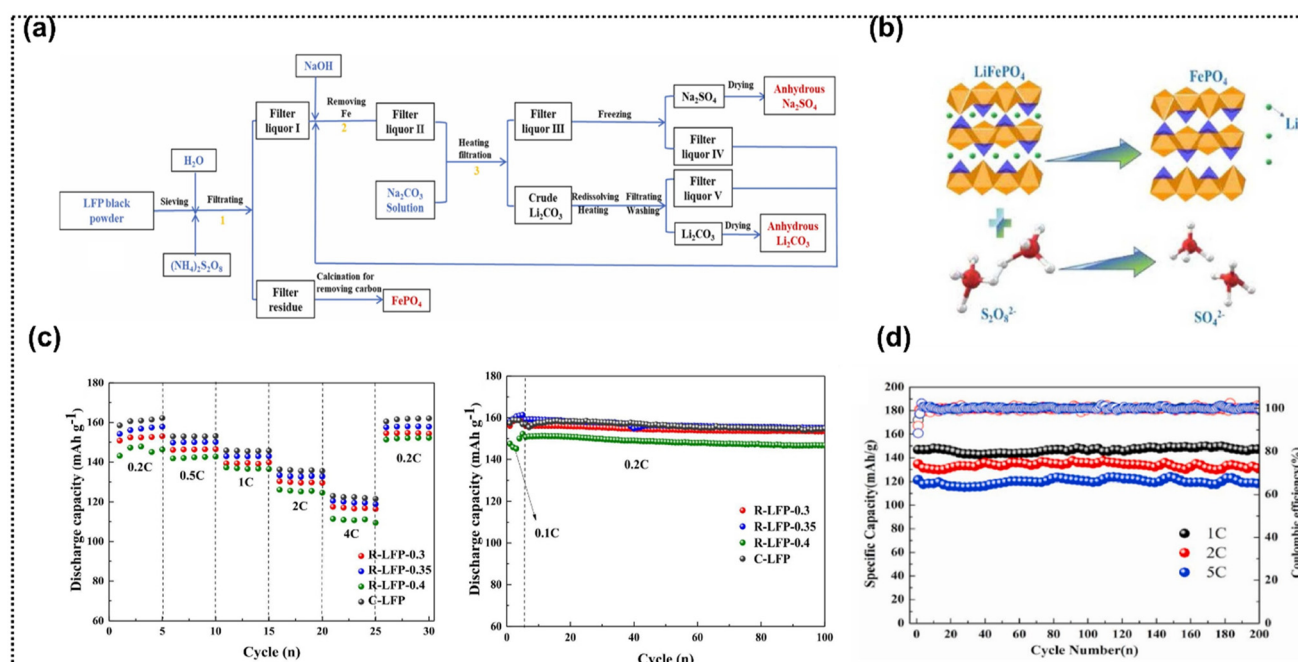 (a)
NaOH
Filter
liquor I
Removing
Fe
2
Filter
liquor II
H₂O
LFP black
powder
Sieving
Filtrating
1
(NH4)₂S₂O₈
Na₂CO₃
Solution
Heating
filtration
3
Filter
liquor III
Freezing
Na₂SO₄
Drying
Anhydrous
Na₂SO₄
Filter
liquor IV
Filter
liquor V
Crude
Li₂CO₃
Redissolving
Heating
Filtrating
Washing
Li₂CO₃
Drying
Anhydrous
Li₂CO₃
Filter
residue
Calcination for
removing carbon
FePO₄
(b)
LiFePO₄
FePO₄
Li
S₂O₈²⁻
SO₄²⁻
(c)
Discharge capacity (mAh g⁻¹)
180
160
140
120
100
80
60
0.2C
0.5C
1C
2C
4C
0.2C
R-LFP-0.3
R-LFP-0.35
R-LFP-0.4
C-LFP
0 5 10 15 20 25 30
Cycle (n)
Discharge capacity (mAh g⁻¹)
180
160
140
120
100
80
60
0.2C
0.1C
R-LFP-0.3
R-LFP-0.35
R-LFP-0.4
C-LFP
0 20 40 60 80 100
Cycle (n)
(d)
Specific Capacity(mAh/g)
200
180
160
140
120
100
80
60
40
20
0
1C
2C
5C
100
80
60
40
20
0
Coulombic efficiency(%)
0 20 40 60 80 100 120 140 160 180 200
Cycle Number(n)